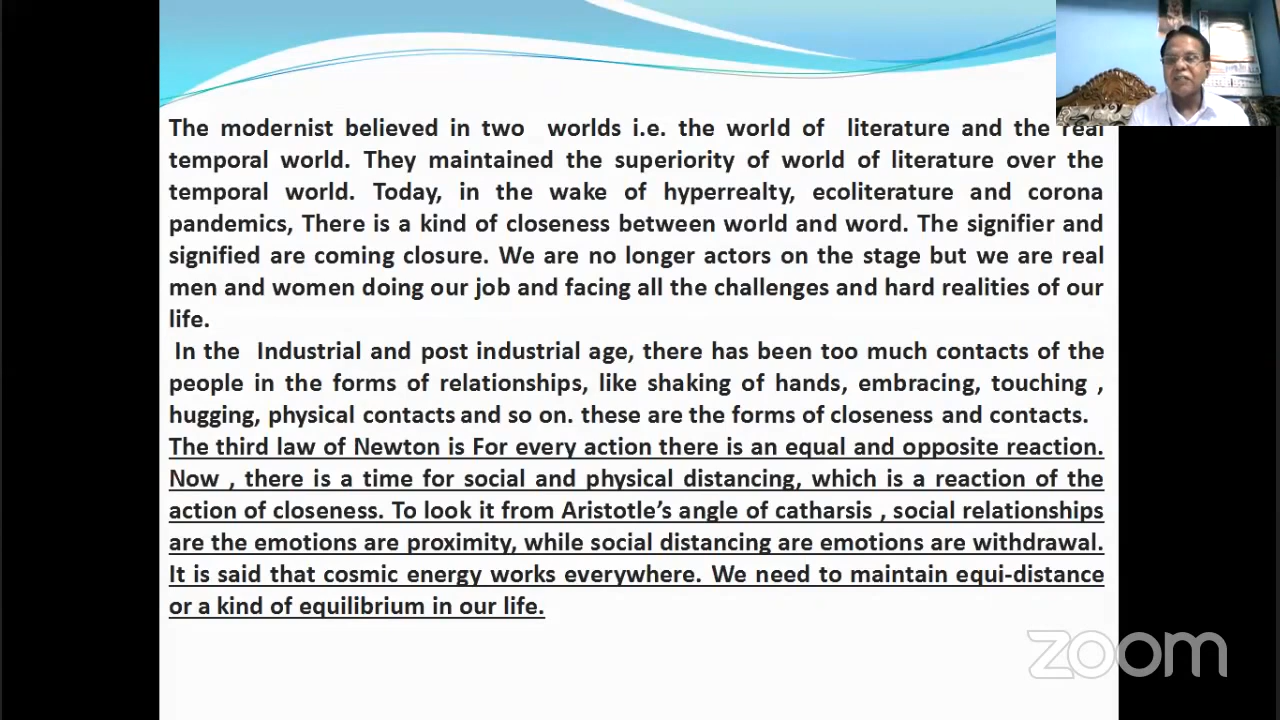 The modernist believed in two worlds i.e. the world of literature and the real
temporal world. They maintained the superiority of world of literature over the
temporal world. Today, in the wake of hyperrealty, ecoliterature and corona
pandemics, There is a kind of closeness between world and word. The signifier and
signified are coming closure. We are no longer actors on the stage but we are real
men and women doing our job and facing all the challenges and hard realities of our
life.
In the Industrial and post industrial age, there has been too much contacts of the
people in the forms of relationships, like shaking of hands, embracing, touching ,
hugging, physical contacts and so on. these are the forms of closeness and contacts.
The third law of Newton is For every action there is an equal and opposite reaction.
Now , there is a time for social and physical distancing, which is a reaction of the
action of closeness. To look it from Aristotle's angle of catharsis , social relationships
are the emotions are proximity, while social distancing are emotions are withdrawal.
It is said that cosmic energy works everywhere. We need to maintain equi-distance
or a kind of equilibrium in our life.
zoom